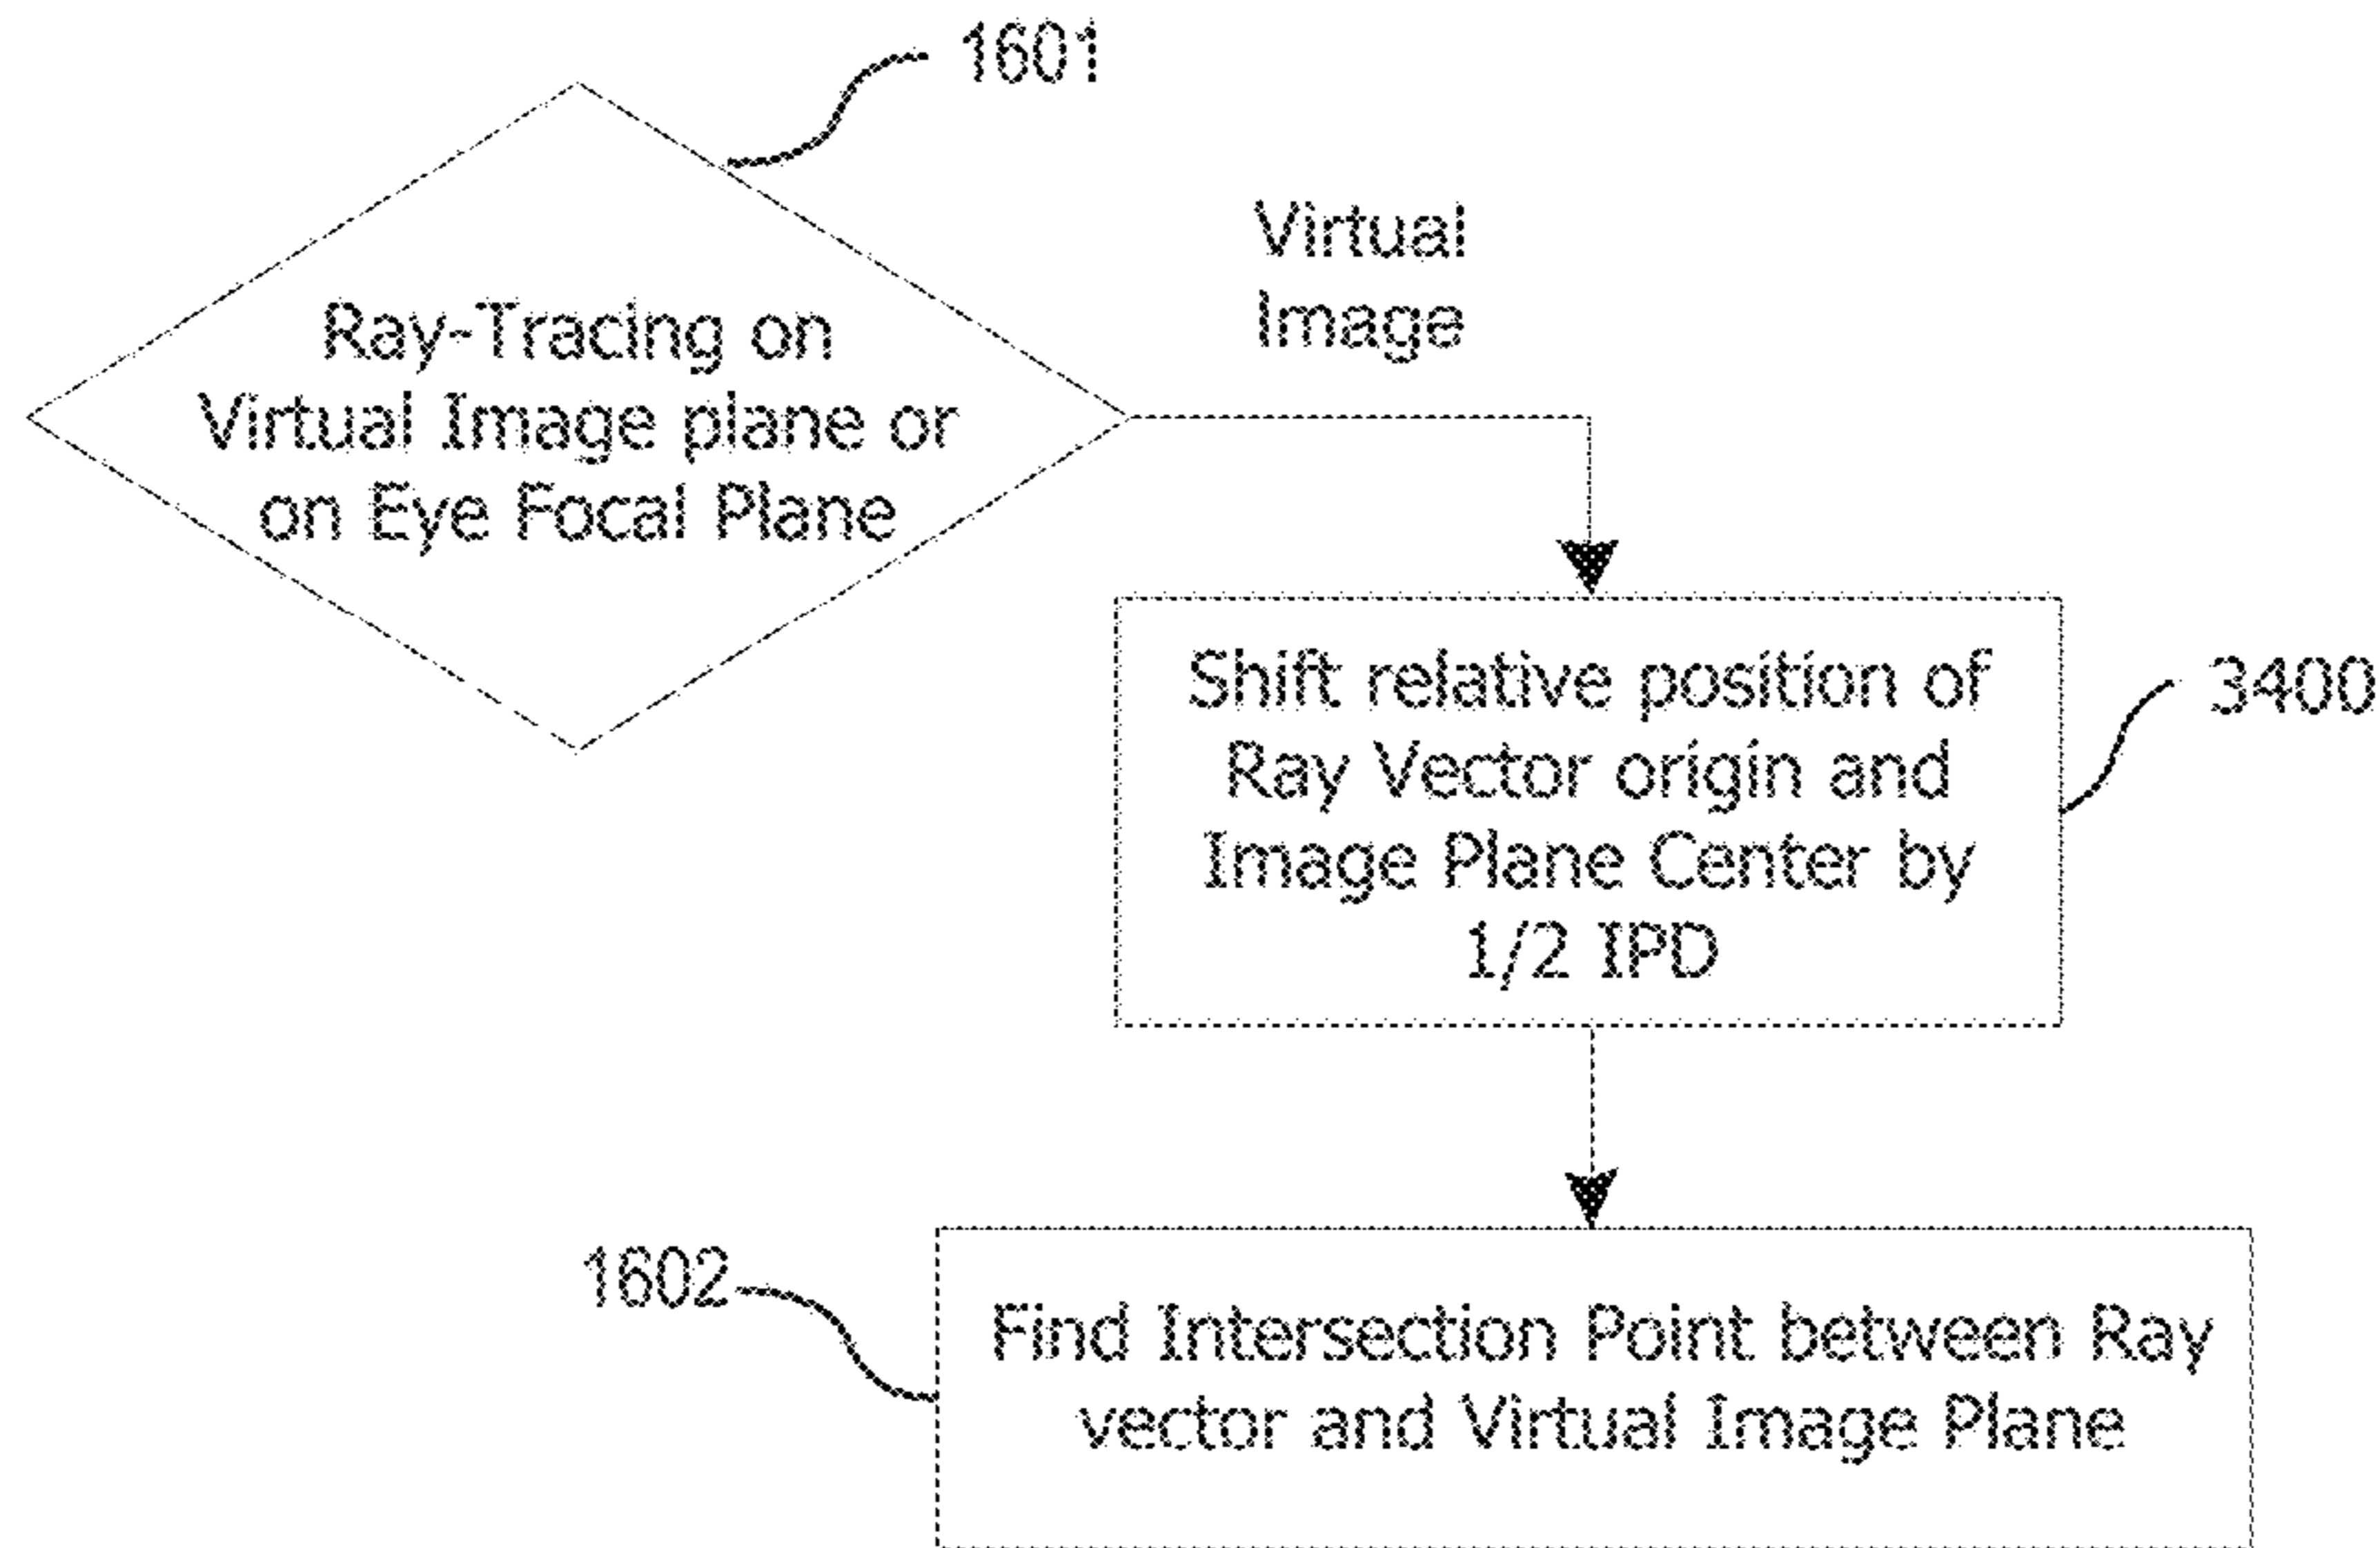 1601
Ray-Tracing on
Virtual Image plane or
on Eye Focal Plane
Virtual
Image
Shift relative position of
Ray Vector origin and
Image Plane Center by
1/2 IPD
3400
1602
Find Intersection Point between Ray
vector and Virtual Image Plane